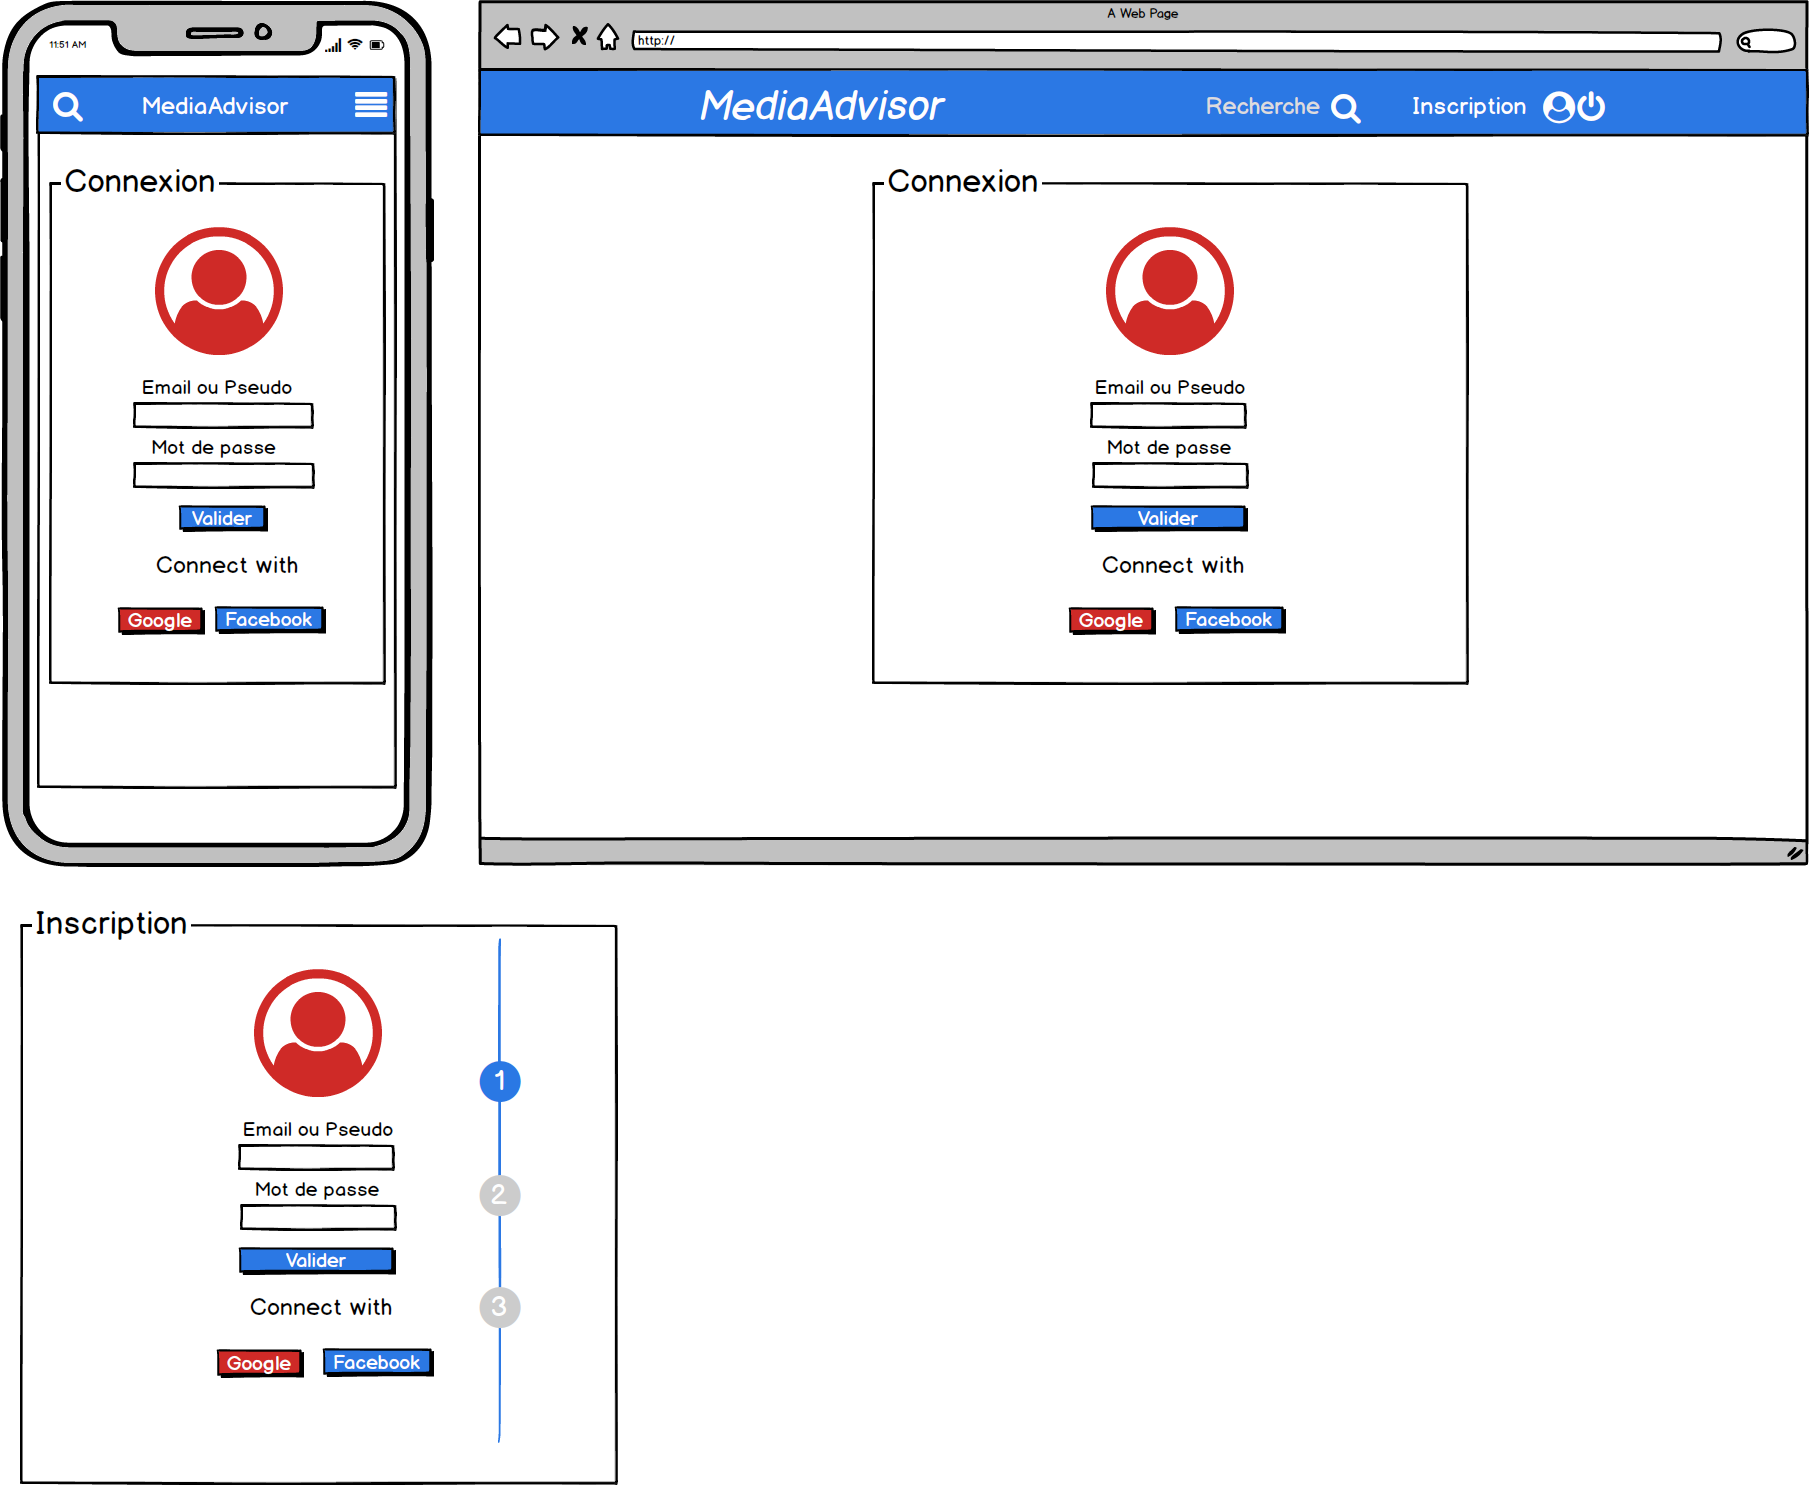 11:51 AM
MediaAdvisor
Connexion
Email ou Pseudo
Mot de passe
Valider
Connect with
Google Facebook
A Web Page
http://
MediaAdvisor Recherche Inscription
Connexion
Email ou Pseudo
Mot de passe
Valider
Connect with
Google Facebook
Inscription
1
Email ou Pseudo
Mot de passe
2
Valider
Connect with
3
Google Facebook